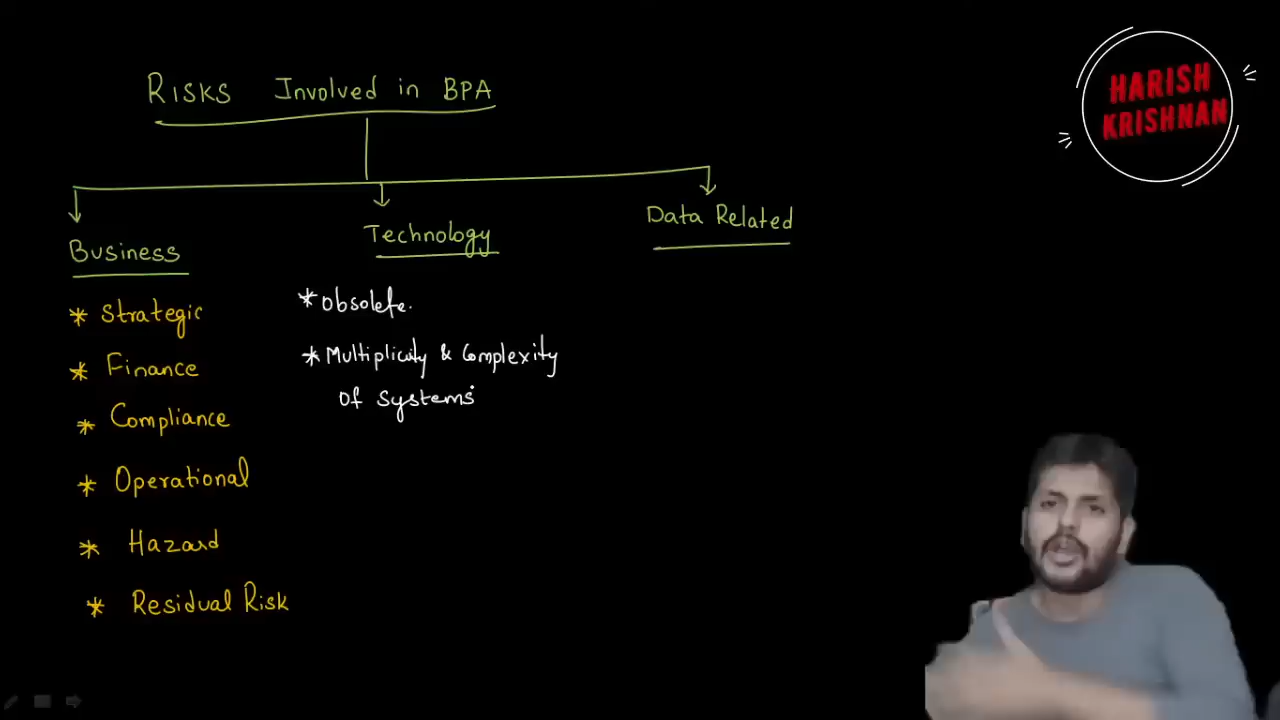 RISKS Involved in BPA
Business
Technology
Data Related
* Strategic
* Finance
* Compliance
* Operational
* Hazard
* Residual Risk
* Obsolete.
* Multiplicity & Complexity
Of Systems
HARISH
KRISHNAN